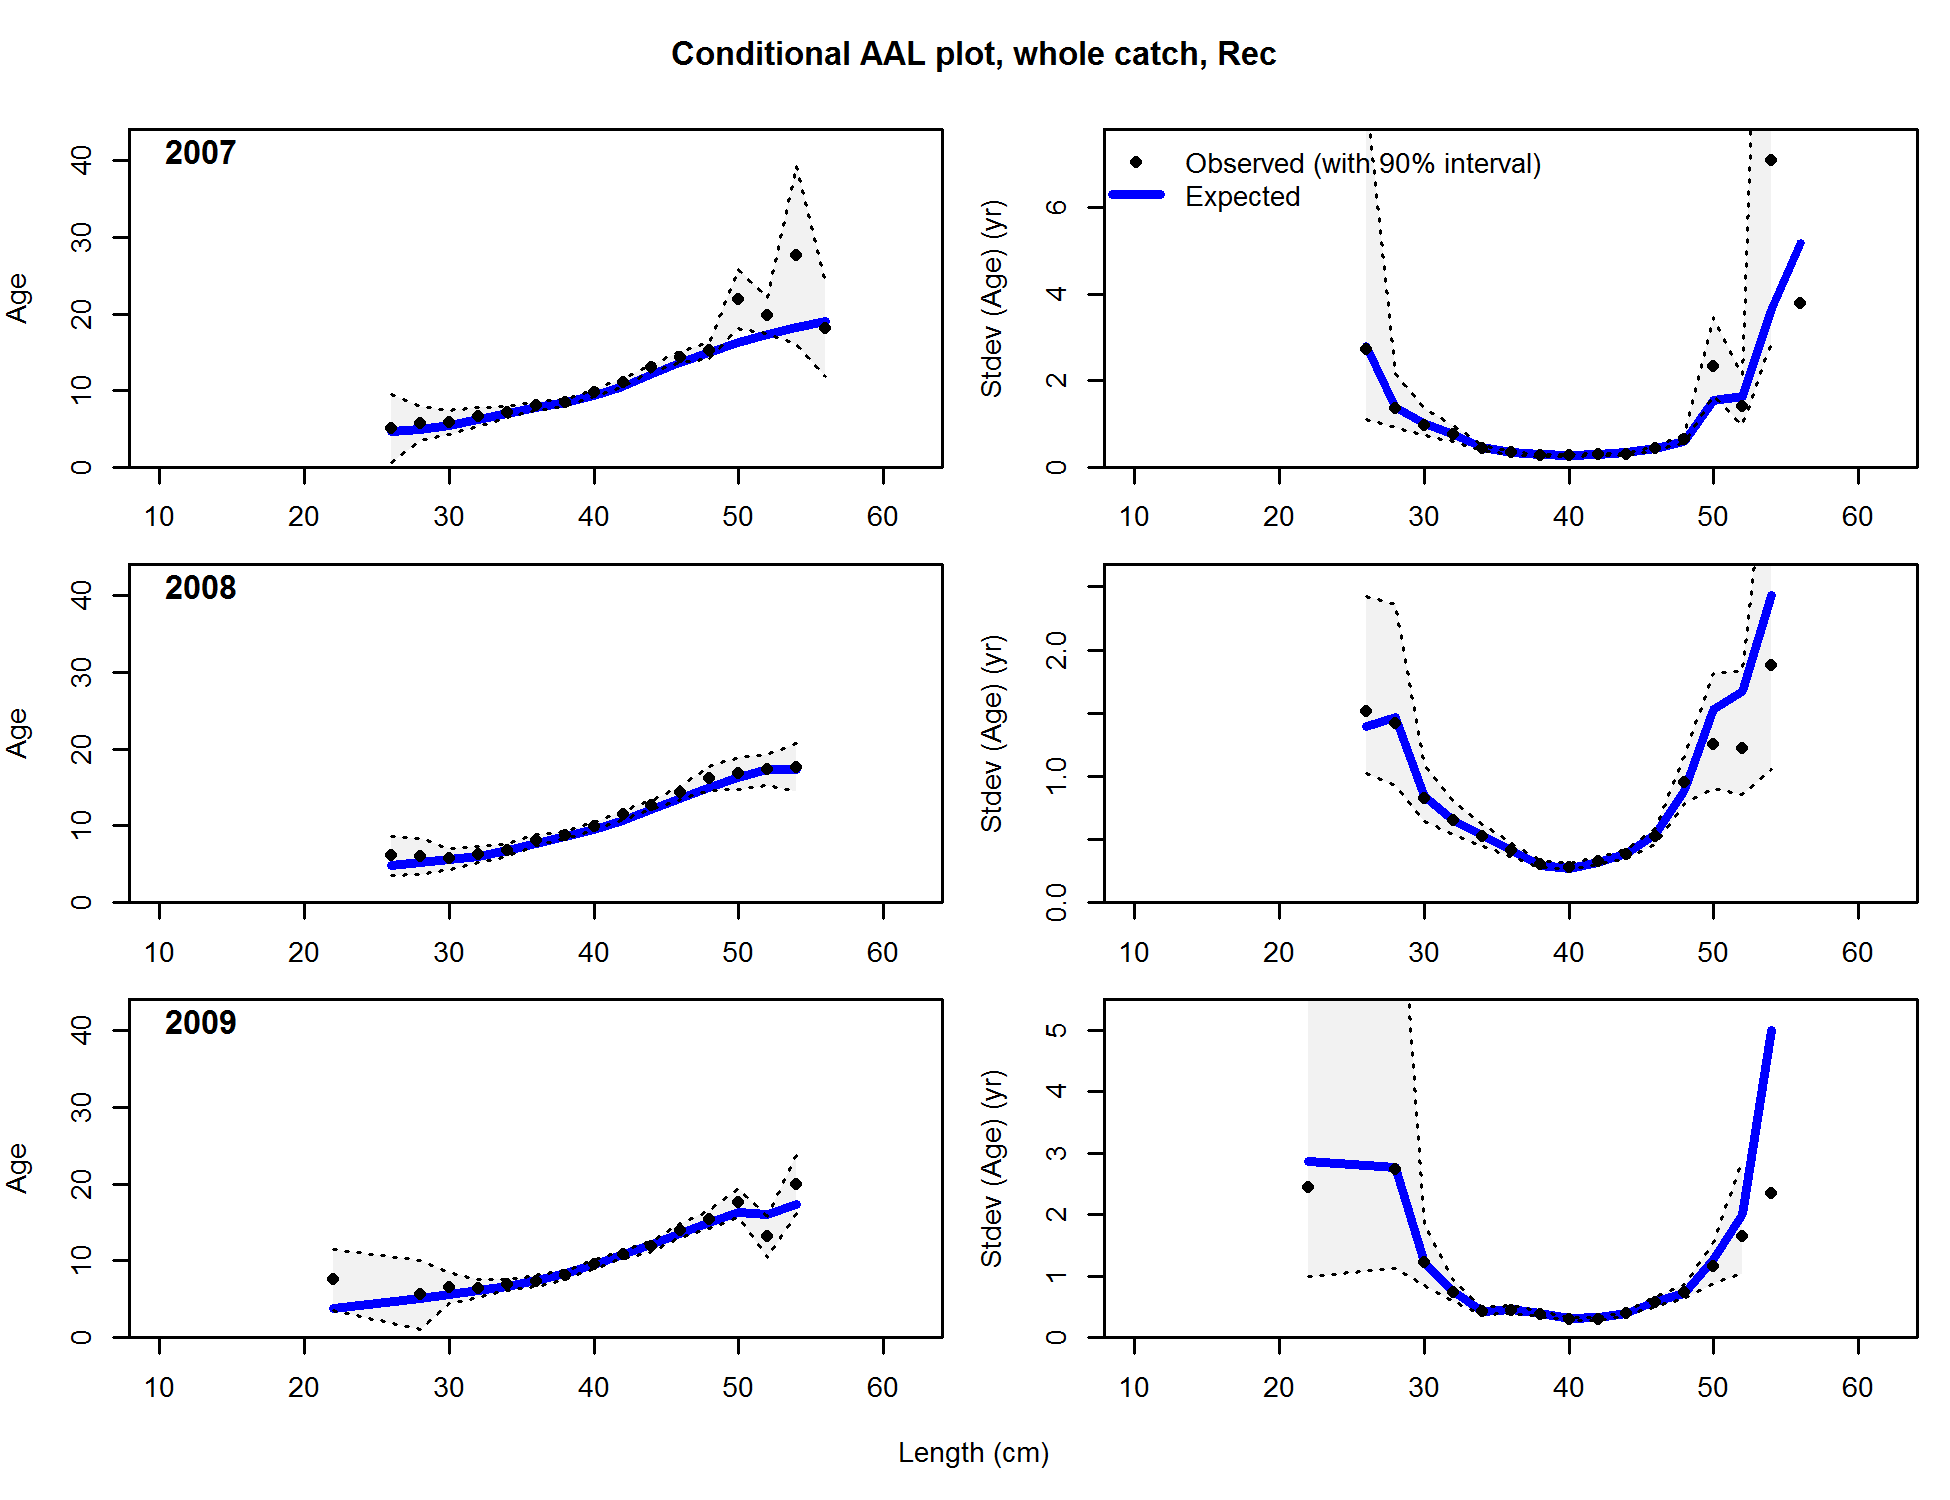 Conditional AAL plot, whole catch, Rec
2007
Age
0
10
20
30
40
10 20 30 40 50 60
Observed (with 90% interval)
Expected
Stdev (Age) (yr)
0
2
4
6
10 20 30 40 50 60
2008
Age
0
10
20
30
40
10 20 30 40 50 60
Stdev (Age) (yr)
0.0
1.0
2.0
10 20 30 40 50 60
2009
Age
0
10
20
30
40
10 20 30 40 50 60
Stdev (Age) (yr)
0
1
2
3
4
5
10 20 30 40 50 60
Length (cm)